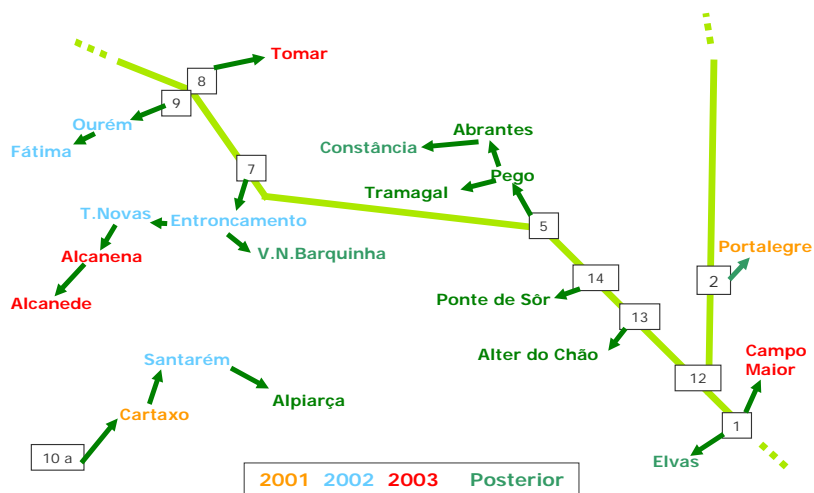 Tomar
8
9
Ourém
Fátima
Abrantes
Constância
7
Pego
Tramagal
T.Novas
Entroncamento
5
Portalegre
V.N.Barquinha
Alcanena
14
2
Alcanede
Ponte de Sôr
13
Alter do Chão
Campo
Maior
Santarém
12
Alpiarça
Cartaxo
1
10 a
Elvas
2001 2002 2003 Posterior